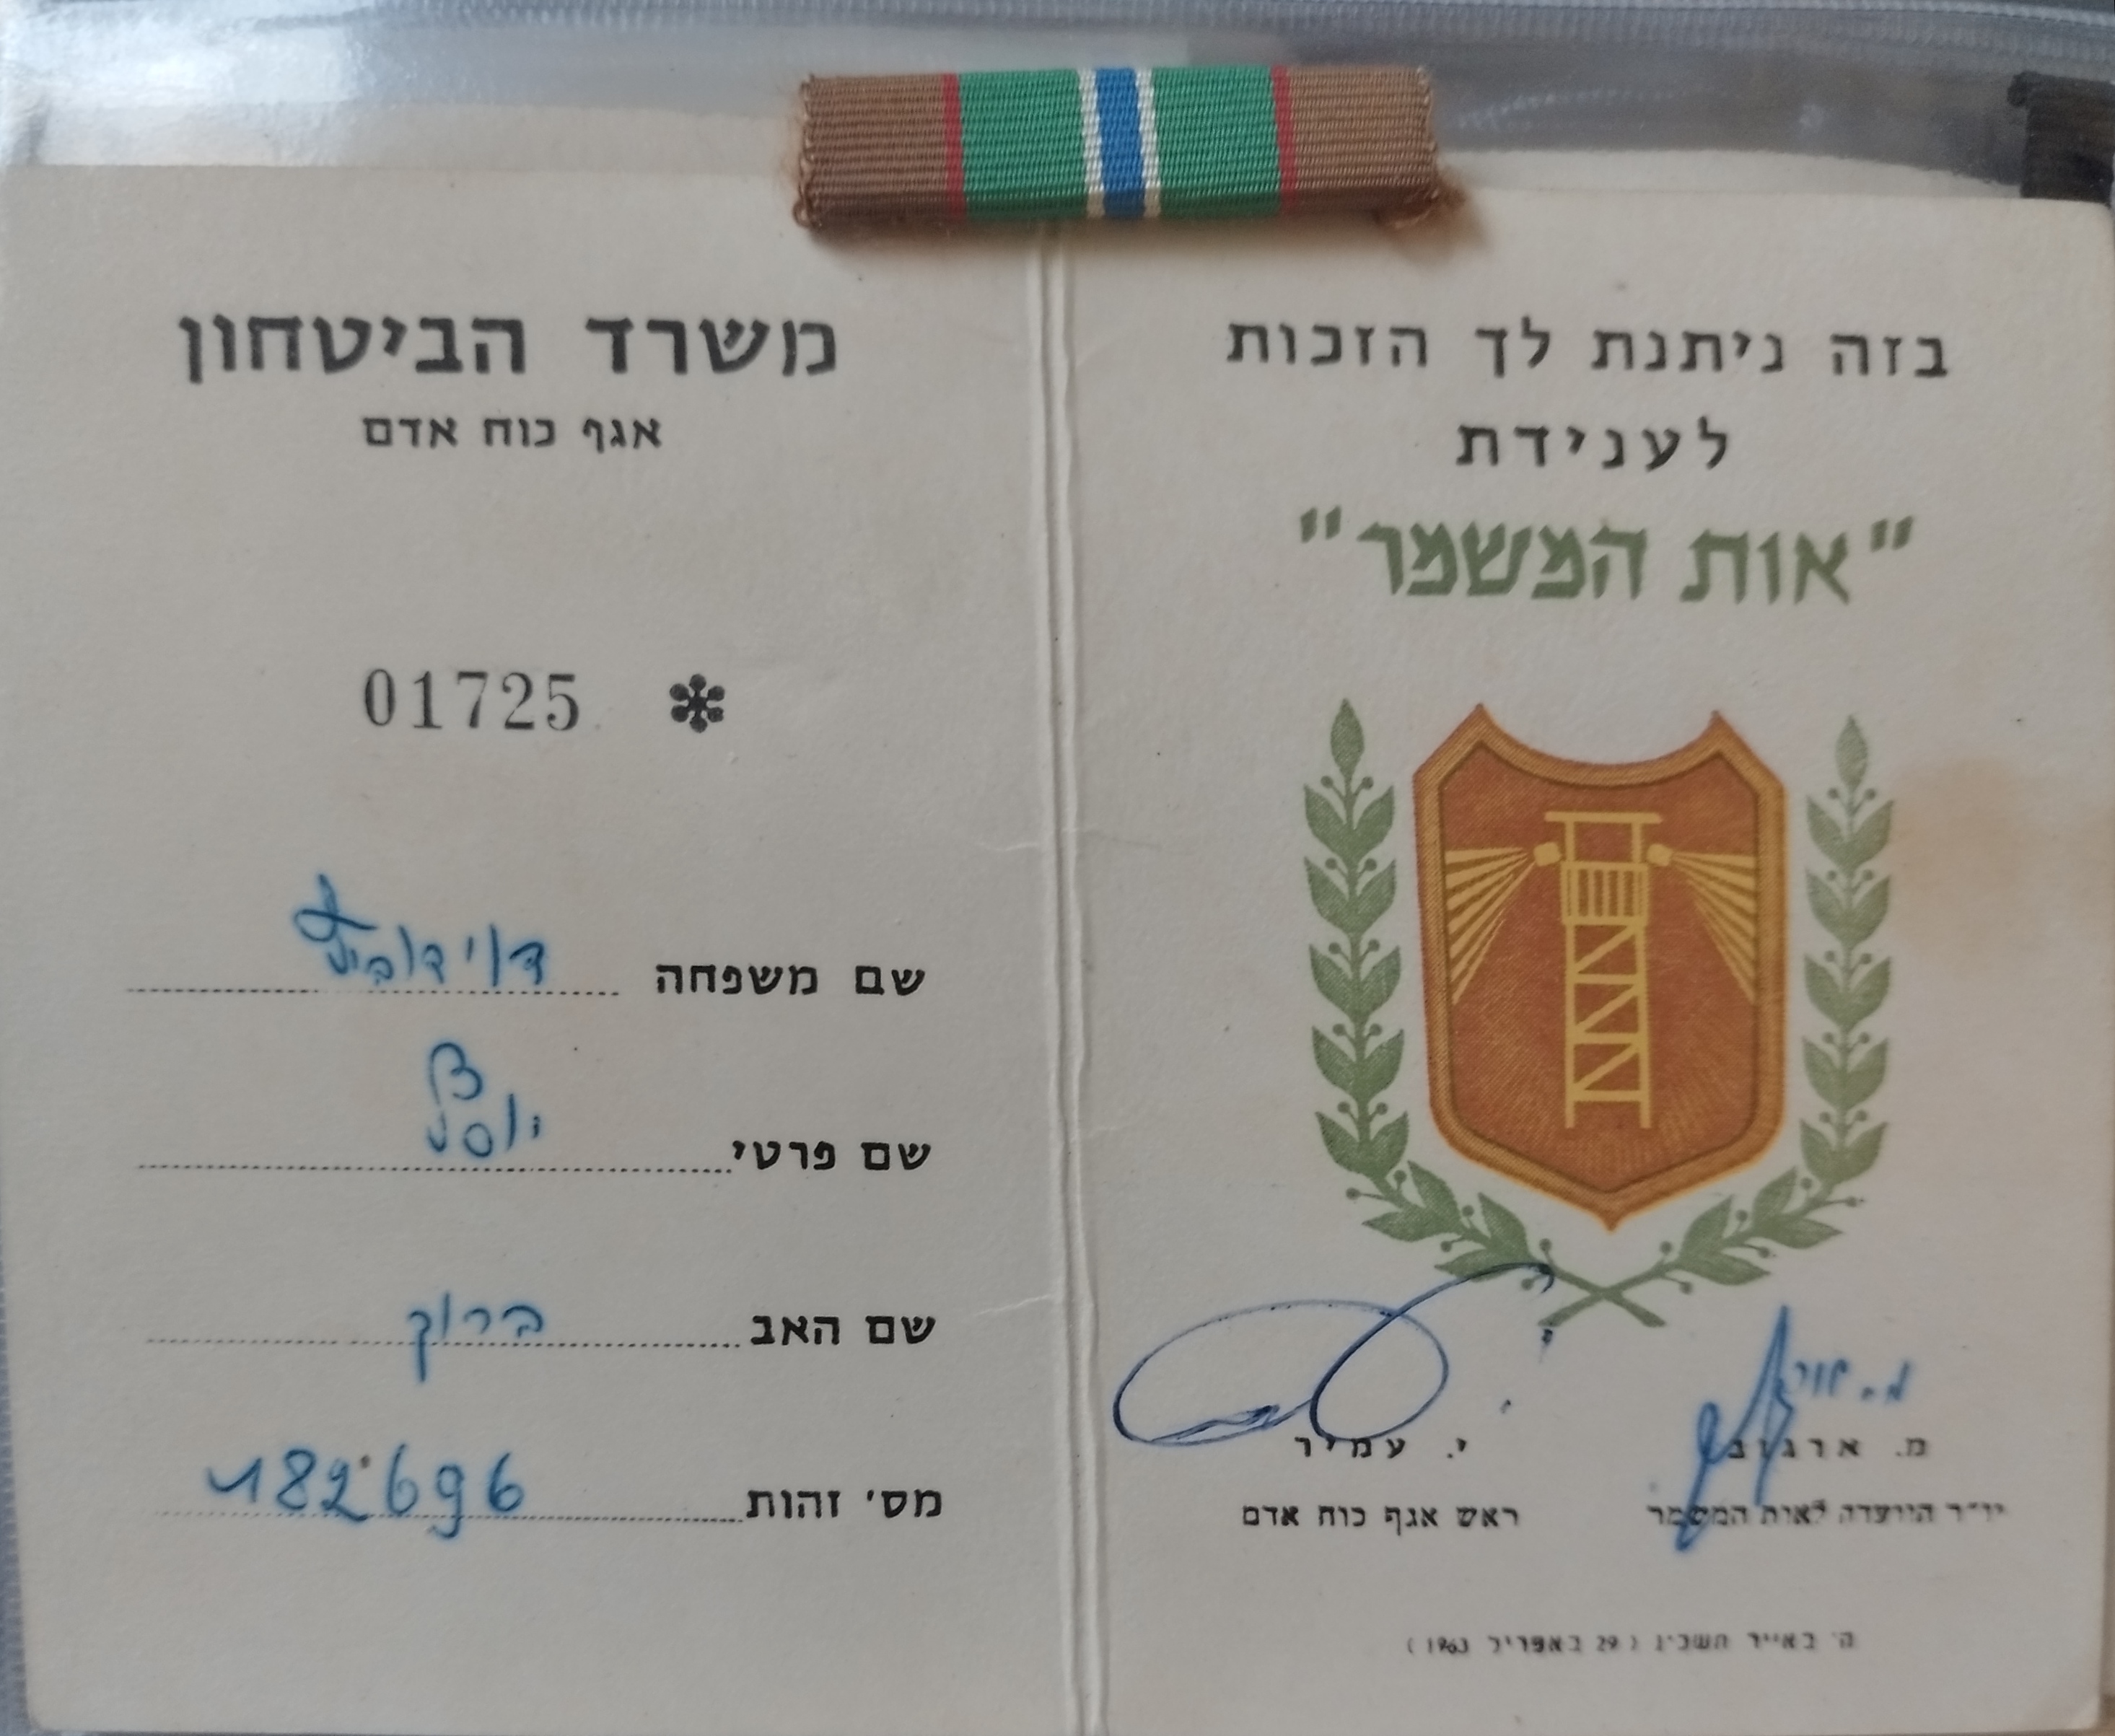 בזה ניתנת לך הזכות
לענידת
"אות המשמר"
מ. ארגוב
יו"ר הוועדה לאות המשמר
י. עמיר
ראש אגף כוח אדם
ה' באייר תשכ"ג ( 29 באפריל 1963 )
משרד הביטחון
אגף כוח אדם
01725 ✻
שם משפחה דוידוביץ
שם פרטי יוסף
שם האב ברוך
מס' זהות 182696